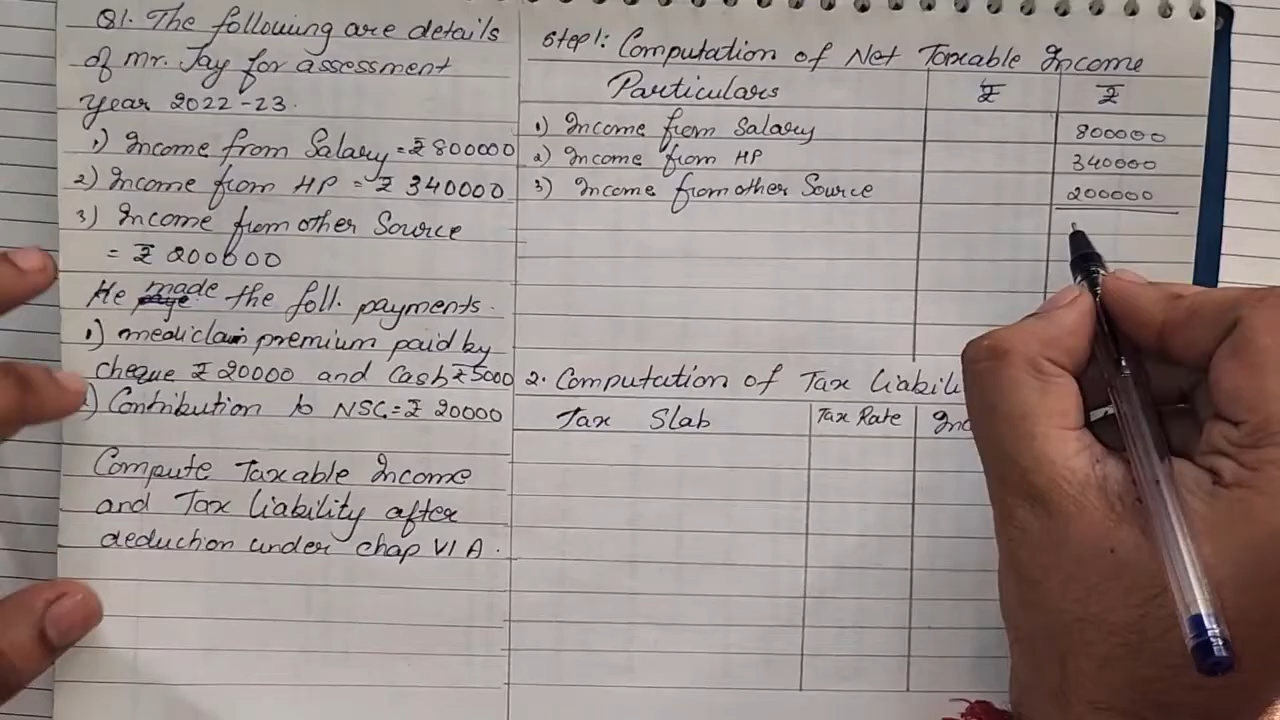 Q1. The following are details
of mr. Jay for assessment
year 2022-23.
1) Income from Salary = ₹ 800000
2) Income from HP = ₹ 340000
3) Income from other Source
= ₹ 200000
He made the foll. payments.
1) mediclaim premium paid by
cheque ₹ 20000 and Cash ₹ 5000
2) Contribution to NSC = ₹ 20000
Compute Taxable Income
and Tax liability after
deduction under chap VI A.
Step 1: Computation of Net Taxable Income
Particulars ₹ ₹
1) Income from Salary 800000
2) Income from HP 340000
3) Income from other Source 200000
2. Computation of Tax liabili
Tax Slab Tax Rate Inc